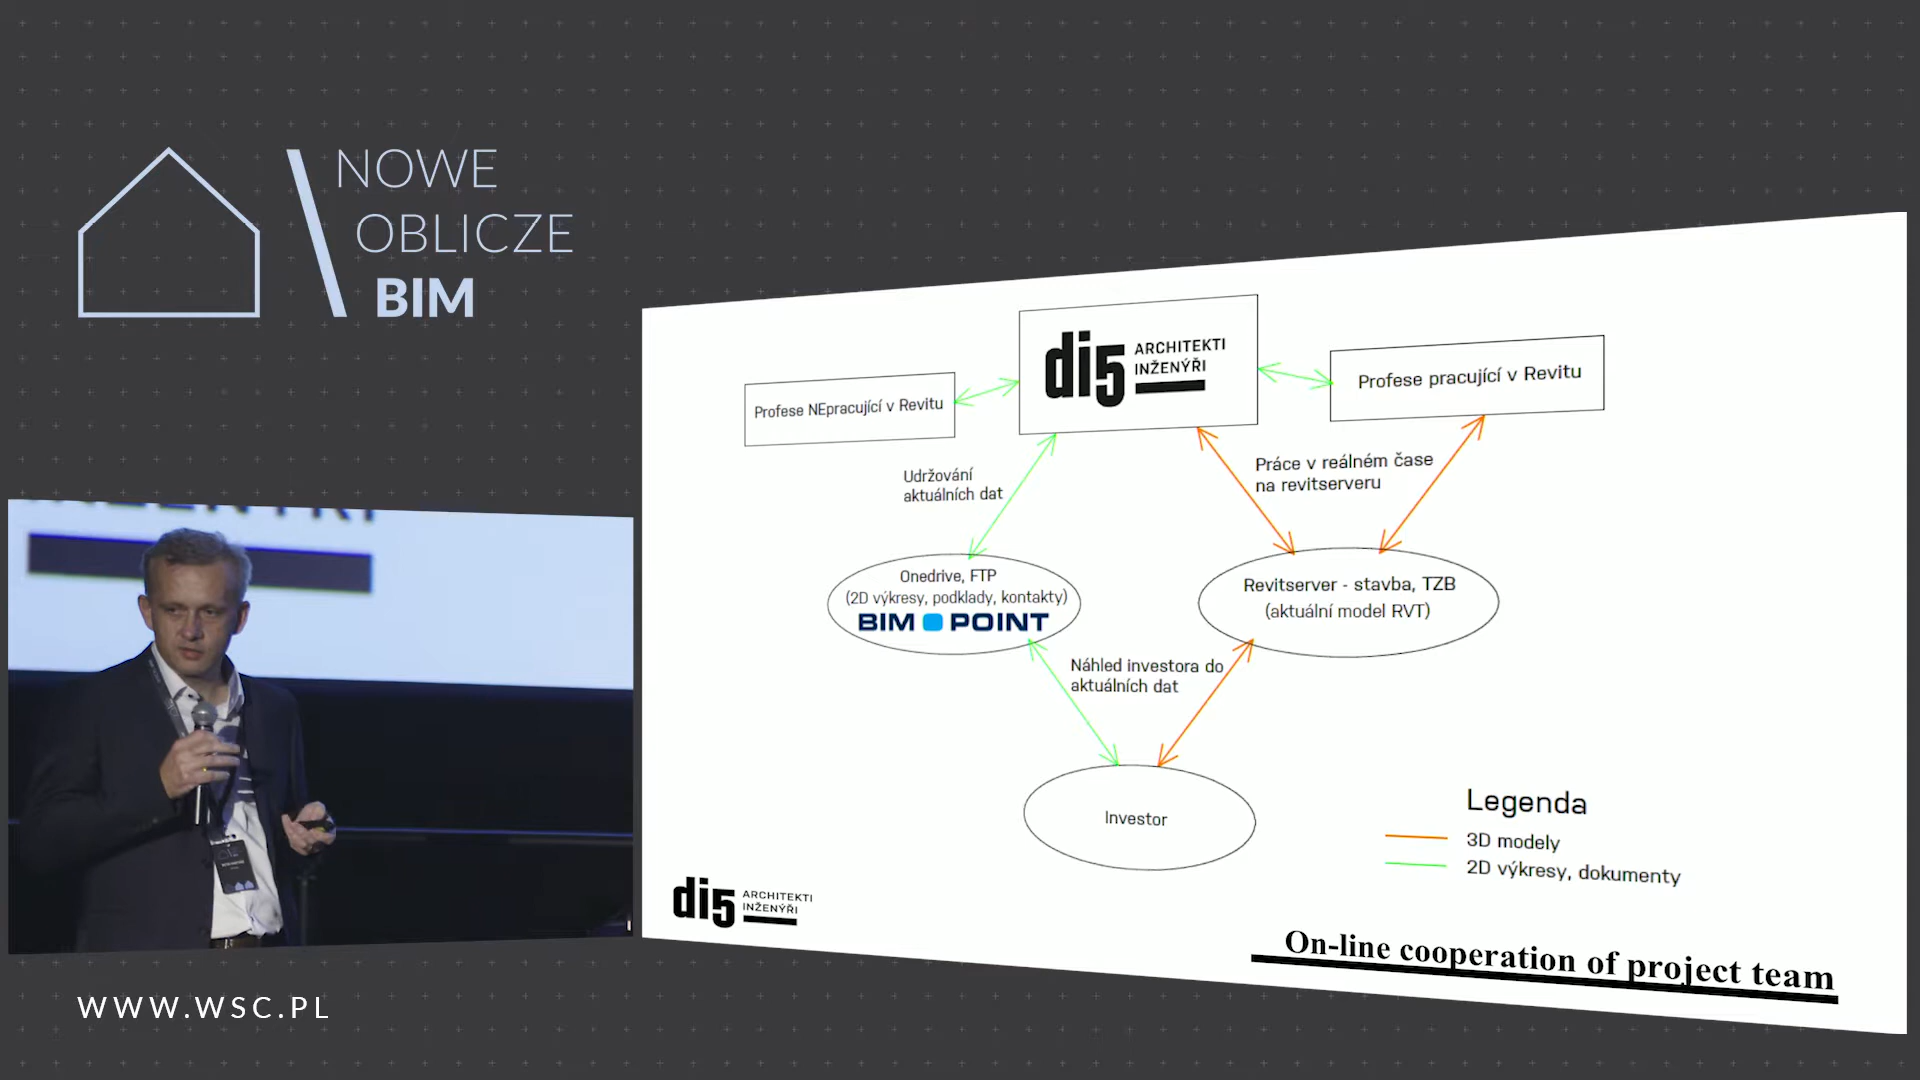 NOWE
OBLICZE
BIM
di5 ARCHITEKTI
INŽENÝŘI
Profese NEpracující v Revitu
Profese pracující v Revitu
Udržování
aktuálních dat
Práce v reálném čase
na revitserveru
Onedrive, FTP
(2D výkresy, podklady, kontakty)
BIM POINT
Revitserver - stavba, TZB
(aktuální model RVT)
Náhled investora do
aktuálních dat
Investor
Legenda
3D modely
2D výkresy, dokumenty
di5 ARCHITEKTI
INŽENÝŘI
On-line cooperation of project team
WWW.WSC.PL